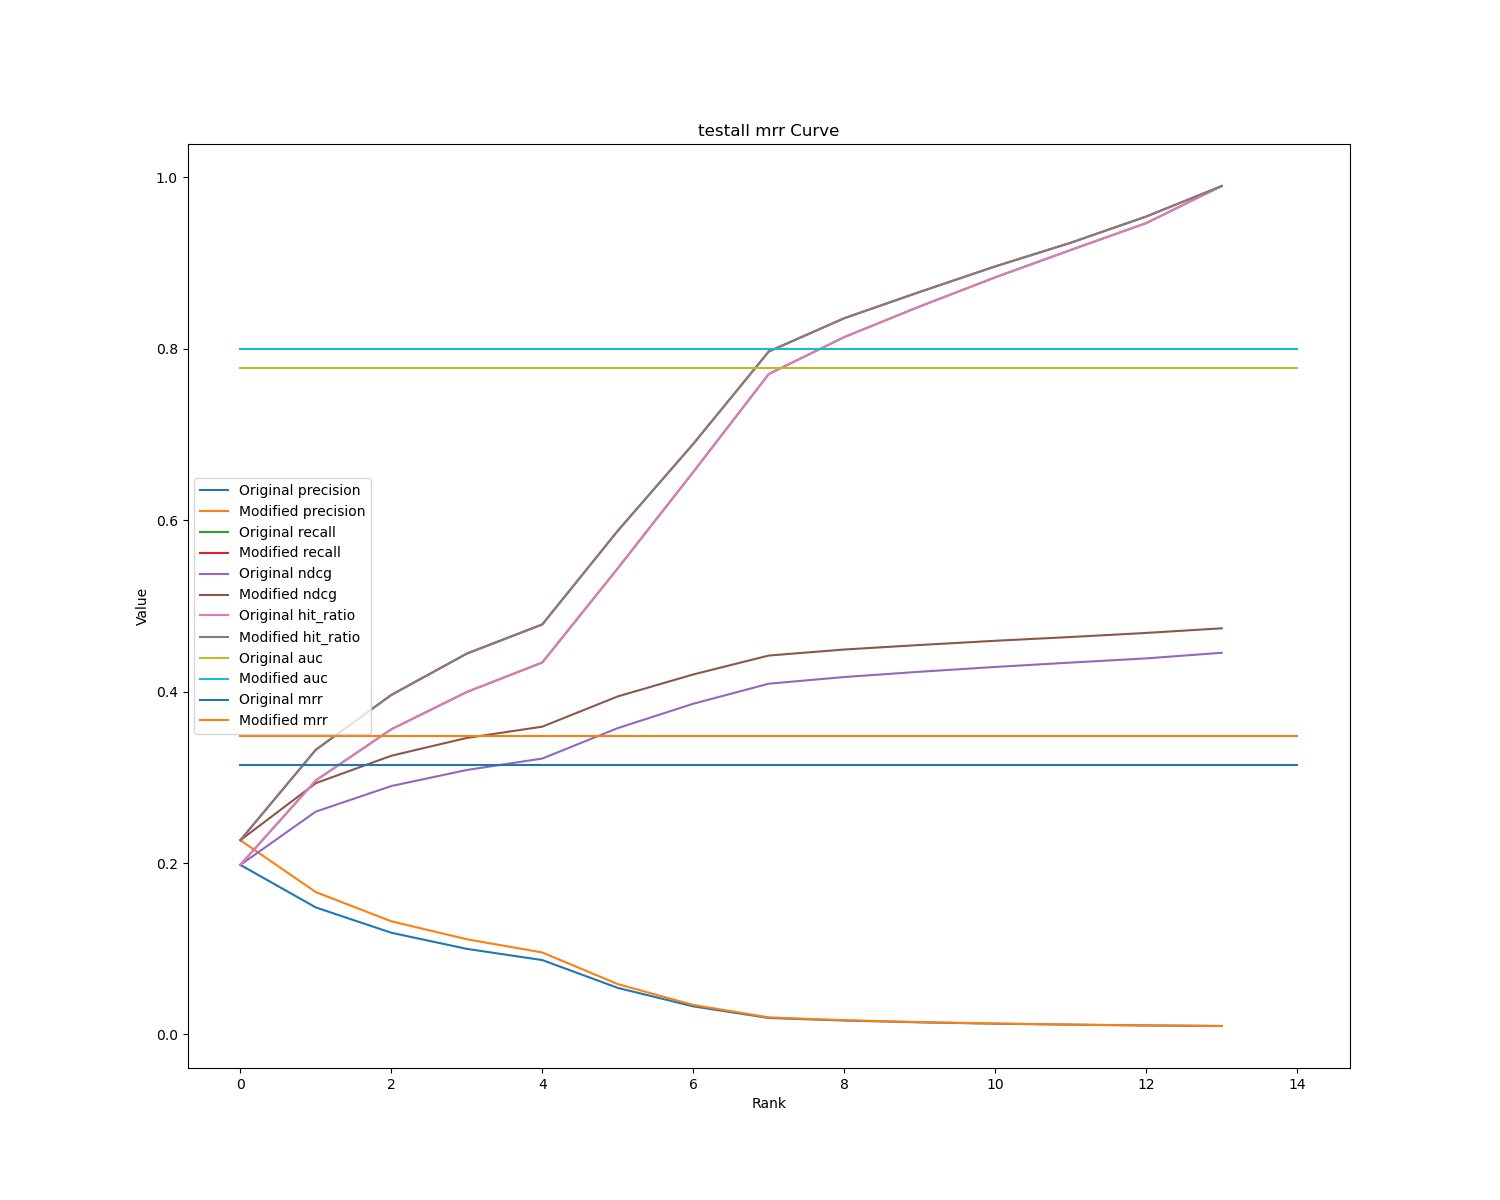 testall mrr Curve
1.0
0.8
0.6
0.4
0.2
0.0
Value
Original precision
Modified precision
Original recall
Modified recall
Original ndcg
Modified ndcg
Original hit_ratio
Modified hit_ratio
Original auc
Modified auc
Original mrr
Modified mrr
0 2 4 6 8 10 12 14
Rank